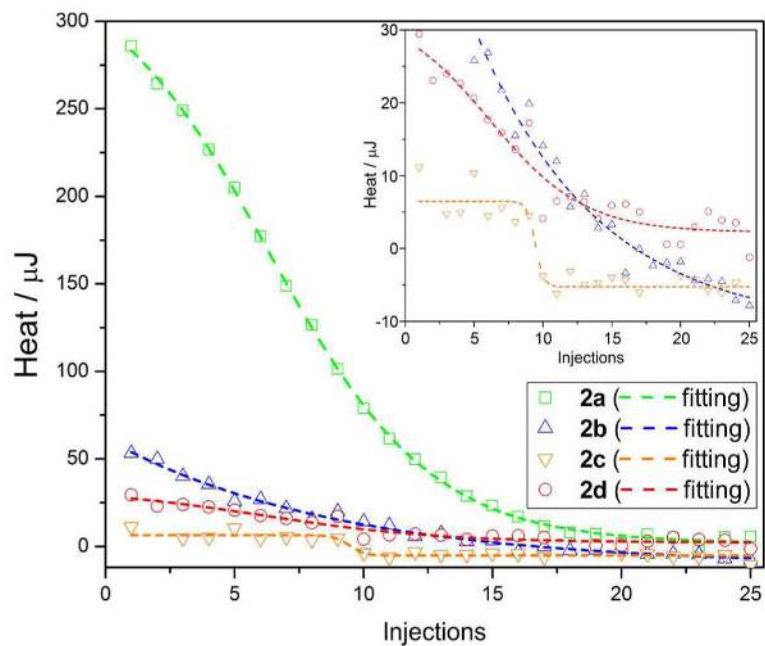 300
250
200
150
100
50
0
Heat / μJ
0 5 10 15 20 25
Injections
30
20
10
0
-10
Heat / μJ
0 5 10 15 20 25
Injections
2a ( fitting)
2b ( fitting)
2c ( fitting)
2d ( fitting)